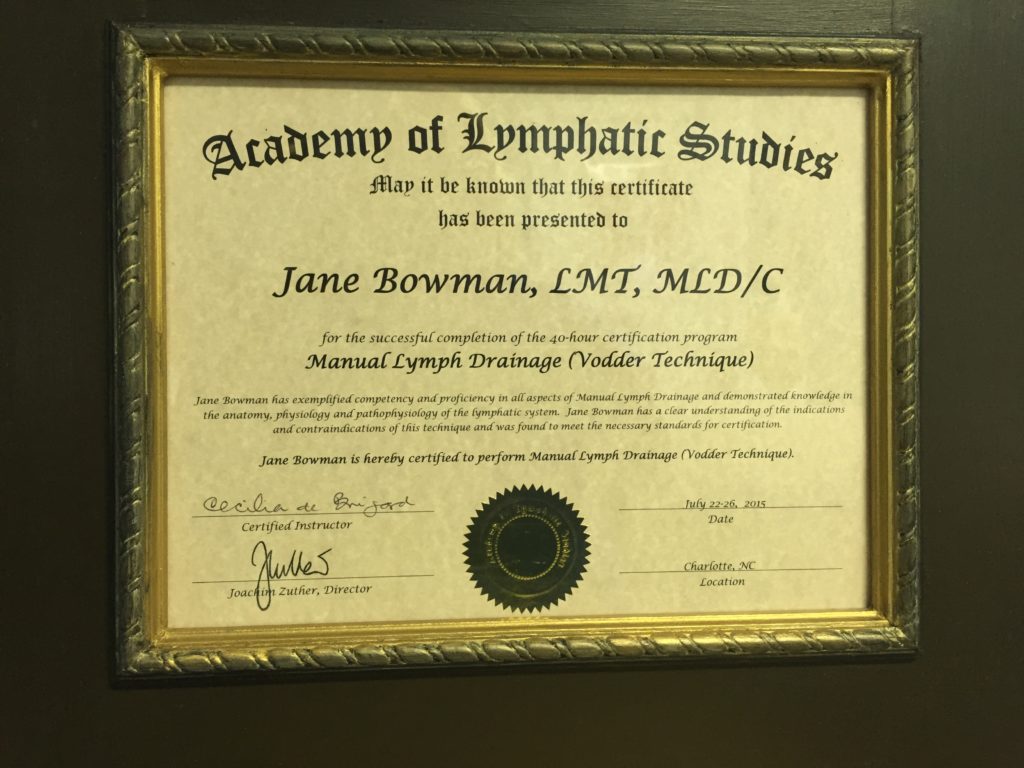 Academy of Lymphatic Studies
May it be known that this certificate
has been presented to
Jane Bowman, LMT, MLD/C
for the successful completion of the 40-hour certification program
Manual Lymph Drainage (Vodder Technique)
Jane Bowman has exemplified competency and proficiency in all aspects of Manual Lymph Drainage and demonstrated knowledge in
the anatomy, physiology and pathophysiology of the lymphatic system. Jane Bowman has a clear understanding of the indications
and contraindications of this technique and was found to meet the necessary standards for certification.
Jane Bowman is hereby certified to perform Manual Lymph Drainage (Vodder Technique).
Cecilia de Brigard
Certified Instructor
Joachim Zuther, Director
July 22-26, 2015
Date
Charlotte, NC
Location